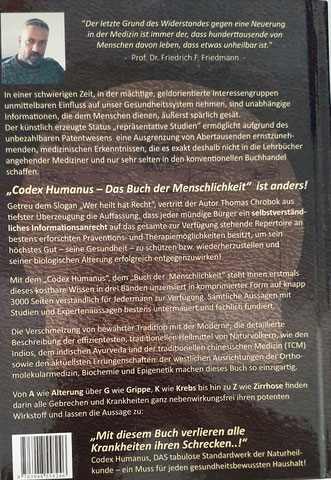 "Der letzte Grund des Widerstandes gegen eine Neuerung
in der Medizin ist immer der, dass hunderttausende von
Menschen davon leben, dass etwas unheilbar ist."
- Prof. Dr. Friedrich F. Friedmann -
In einer schwierigen Zeit, in der mächtige, geldorientierte Interessengruppen
unmittelbaren Einfluss auf unser Gesundheitssystem nehmen, sind unabhängige
Informationen, die dem Menschen dienen, äußerst spärlich gesät.
Der künstlich erzeugte Status „repräsentative Studien" ermöglicht aufgrund des
unbezahlbaren Patentwesens eine Ausgrenzung von Abertausenden ernstzuneh-
menden, medizinischen Erkenntnissen, die es exakt deshalb nicht in die Lehrbücher
angehender Mediziner und nur sehr selten in den konventionellen Buchhandel
schaffen.
„Codex Humanus – Das Buch der Menschlichkeit" ist anders!
Getreu dem Slogan „Wer heilt hat Recht", vertritt der Autor Thomas Chrobok aus
tiefster Überzeugung die Auffassung, dass jeder mündige Bürger ein selbstverständ-
liches Informationsrecht auf das gesamte zur Verfügung stehende Repertoire an
bestens erforschten Präventions- und Therapiemöglichkeiten besitzt, um sein
höchstes Gut – seine Gesundheit – zu schützen bzw. wiederherzustellen und
seiner biologischen Alterung erfolgreich entgegenzuwirken!
Mit dem „Codex Humanus", dem „Buch der Menschlichkeit" steht Ihnen erstmals
dieses kostbare Wissen in drei Bänden unzensiert in komprimierter Form auf knapp
3000 Seiten verständlich für Jedermann zur Verfügung. Sämtliche Aussagen mit
Studien und Expertenaussagen bestens untermauert und fachlich fundiert.
Die Verschmelzung von bewährter Tradition mit der Moderne, die detaillierte
Beschreibung der effizientesten, traditionellen Heilmittel von Naturvölkern, wie den
Indios, dem indischen Ayurveda und der traditionellen chinesischen Medizin (TCM)
sowie den aktuellsten Errungenschaften der westlichen Ausrichtungen der Ortho-
molekularmedizin, Biochemie und Epigenetik machen dieses Buch so einzigartig.
Von A wie Alterung über G wie Grippe, K wie Krebs bis hin zu Z wie Zirrhose finden
darin alle Gebrechen und Krankheiten ganz nebenwirkungsfrei ihren potenten
Wirkstoff und lassen die Aussage zu:
„Mit diesem Buch verlieren alle
Krankheiten ihren Schrecken..!"
Codex Humanus, DAS tabulose Standardwerk der Naturheil-
kunde – ein Muss für jeden gesundheitsbewussten Haushalt!